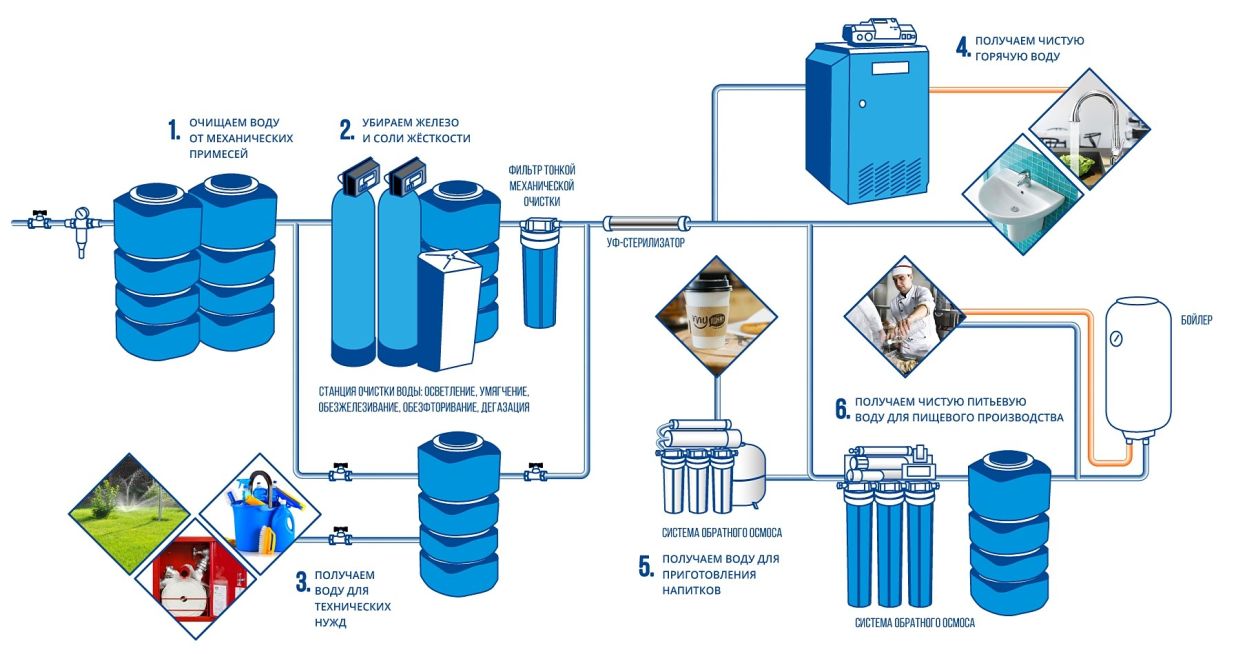 1. ОЧИЩАЕМ ВОДУ
ОТ МЕХАНИЧЕСКИХ
ПРИМЕСЕЙ
2. УБИРАЕМ ЖЕЛЕЗО
И СОЛИ ЖЁСТКОСТИ
ФИЛЬТР ТОНКОЙ
МЕХАНИЧЕСКОЙ
ОЧИСТКИ
УФ-СТЕРИЛИЗАТОР
4. ПОЛУЧАЕМ ЧИСТУЮ
ГОРЯЧУЮ ВОДУ
СТАНЦИЯ ОЧИСТКИ ВОДЫ: ОСВЕТЛЕНИЕ, УМЯГЧЕНИЕ,
ОБЕЗЖЕЛЕЗИВАНИЕ, ОБЕЗФТОРИВАНИЕ, ДЕГАЗАЦИЯ
БОЙЛЕР
6. ПОЛУЧАЕМ ЧИСТУЮ ПИТЬЕВУЮ
ВОДУ ДЛЯ ПИЩЕВОГО ПРОИЗВОДСТВА
3. ПОЛУЧАЕМ
ВОДУ ДЛЯ
ТЕХНИЧЕСКИХ
НУЖД
СИСТЕМА ОБРАТНОГО ОСМОСА
5. ПОЛУЧАЕМ ВОДУ ДЛЯ
ПРИГОТОВЛЕНИЯ
НАПИТКОВ
СИСТЕМА ОБРАТНОГО ОСМОСА